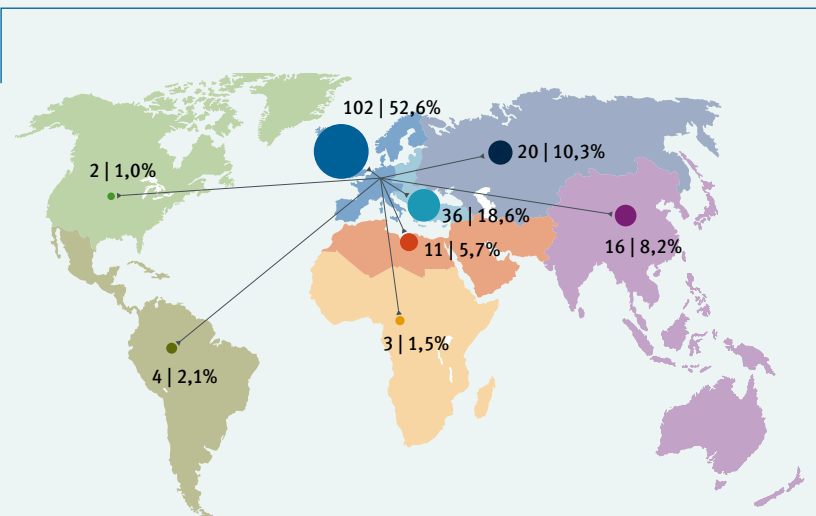 102 | 52,6%
20 | 10,3%
2 | 1,0%
36 | 18,6%
11 | 5,7%
16 | 8,2%
3 | 1,5%
4 | 2,1%